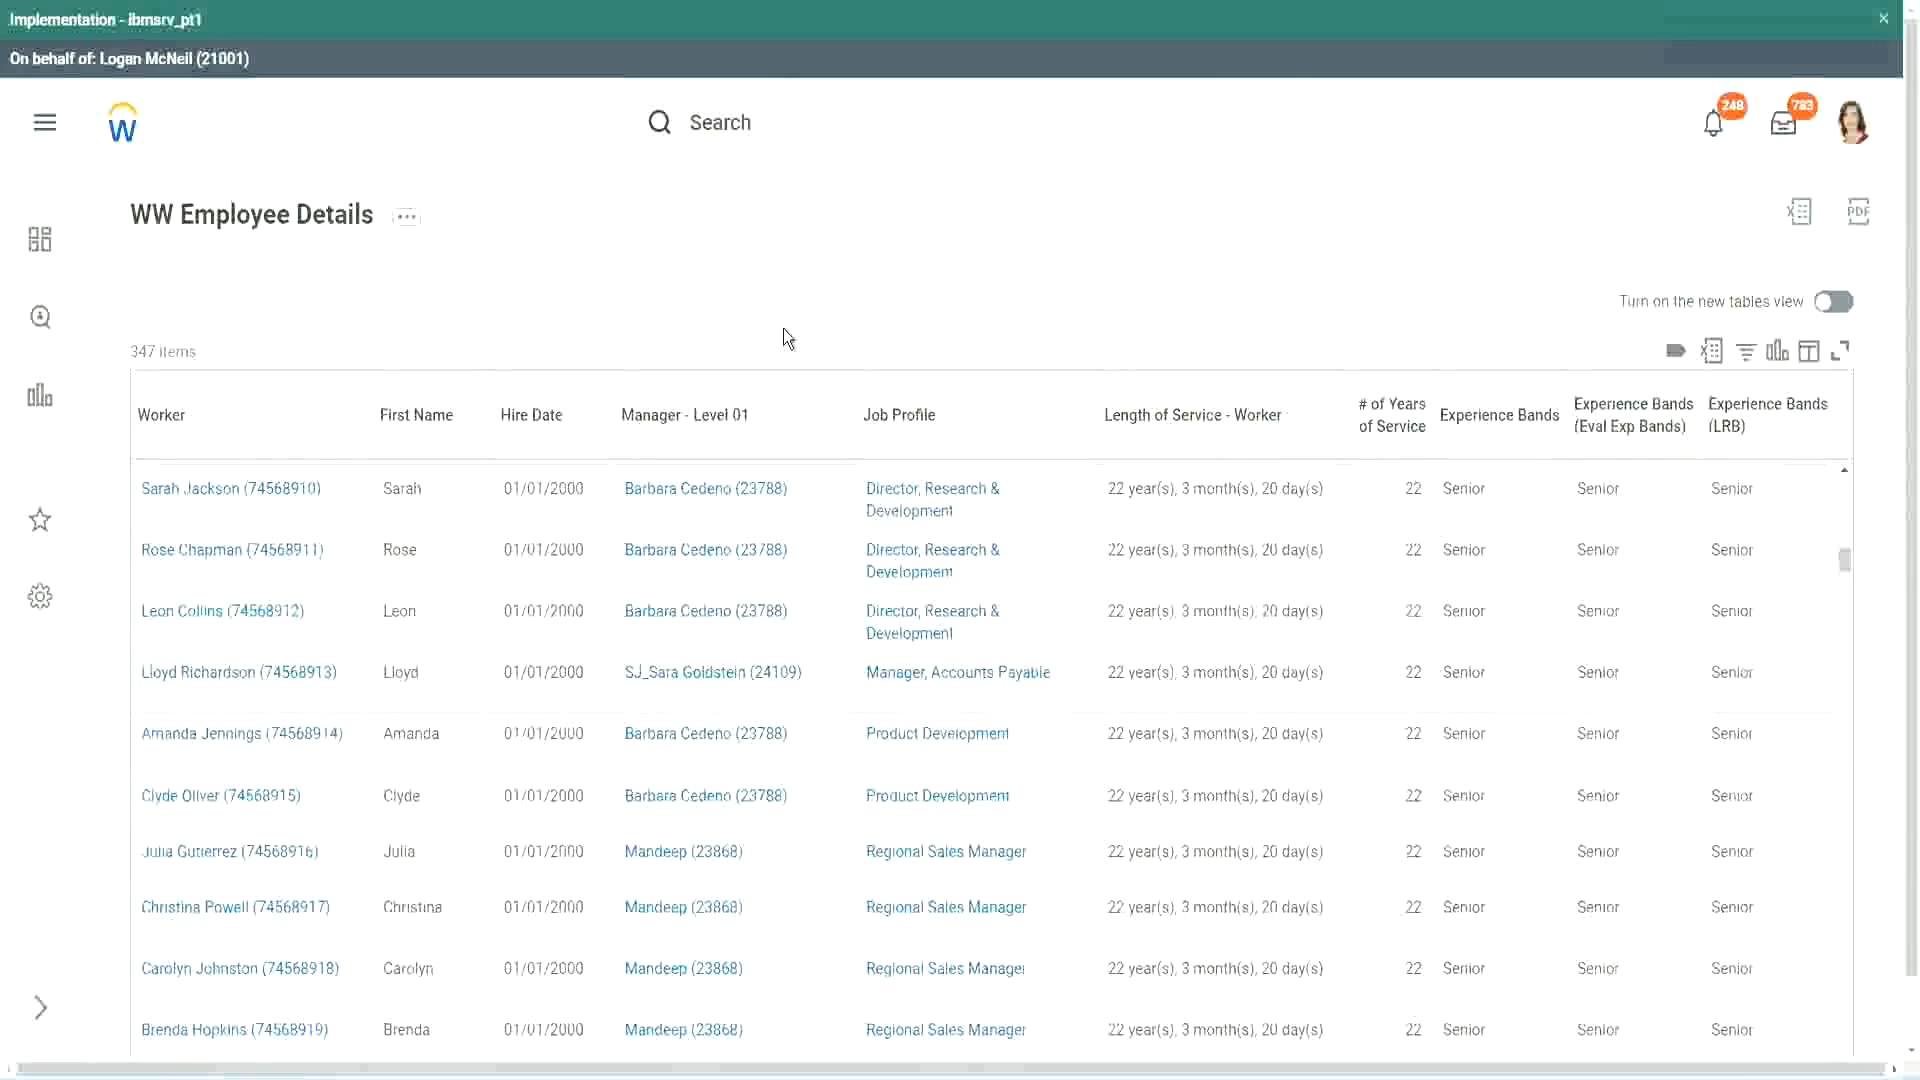 Implementation - ibmsrv_pt1
On behalf of: Logan McNeil (21001)
W
Search
248
783
WW Employee Details
X
PDF
Turn on the new tables view
347 items
X
Worker First Name Hire Date Manager - Level 01 Job Profile Length of Service - Worker # of Years of Service Experience Bands Experience Bands (Eval Exp Bands) Experience Bands (LRB)
Sarah Jackson (74568910) Sarah 01/01/2000 Barbara Cedeno (23788) Director, Research & Development 22 year(s), 3 month(s), 20 day(s) 22 Senior Senior Senior
Rose Chapman (74568911) Rose 01/01/2000 Barbara Cedeno (23788) Director, Research & Development 22 year(s), 3 month(s), 20 day(s) 22 Senior Senior Senior
Leon Collins (74568912) Leon 01/01/2000 Barbara Cedeno (23788) Director, Research & Development 22 year(s), 3 month(s), 20 day(s) 22 Senior Senior Senior
Lloyd Richardson (74568913) Lloyd 01/01/2000 SJ_Sara Goldstein (24109) Manager, Accounts Payable 22 year(s), 3 month(s), 20 day(s) 22 Senior Senior Senior
Amanda Jennings (74568914) Amanda 01/01/2000 Barbara Cedeno (23788) Product Development 22 year(s), 3 month(s), 20 day(s) 22 Senior Senior Senior
Clyde Oliver (74568915) Clyde 01/01/2000 Barbara Cedeno (23788) Product Development 22 year(s), 3 month(s), 20 day(s) 22 Senior Senior Senior
Julia Gutierrez (74568916) Julia 01/01/2000 Mandeep (23868) Regional Sales Manager 22 year(s), 3 month(s), 20 day(s) 22 Senior Senior Senior
Christina Powell (74568917) Christina 01/01/2000 Mandeep (23868) Regional Sales Manager 22 year(s), 3 month(s), 20 day(s) 22 Senior Senior Senior
Carolyn Johnston (74568918) Carolyn 01/01/2000 Mandeep (23868) Regional Sales Manager 22 year(s), 3 month(s), 20 day(s) 22 Senior Senior Senior
Brenda Hopkins (74568919) Brenda 01/01/2000 Mandeep (23868) Regional Sales Manager 22 year(s), 3 month(s), 20 day(s) 22 Senior Senior Senior